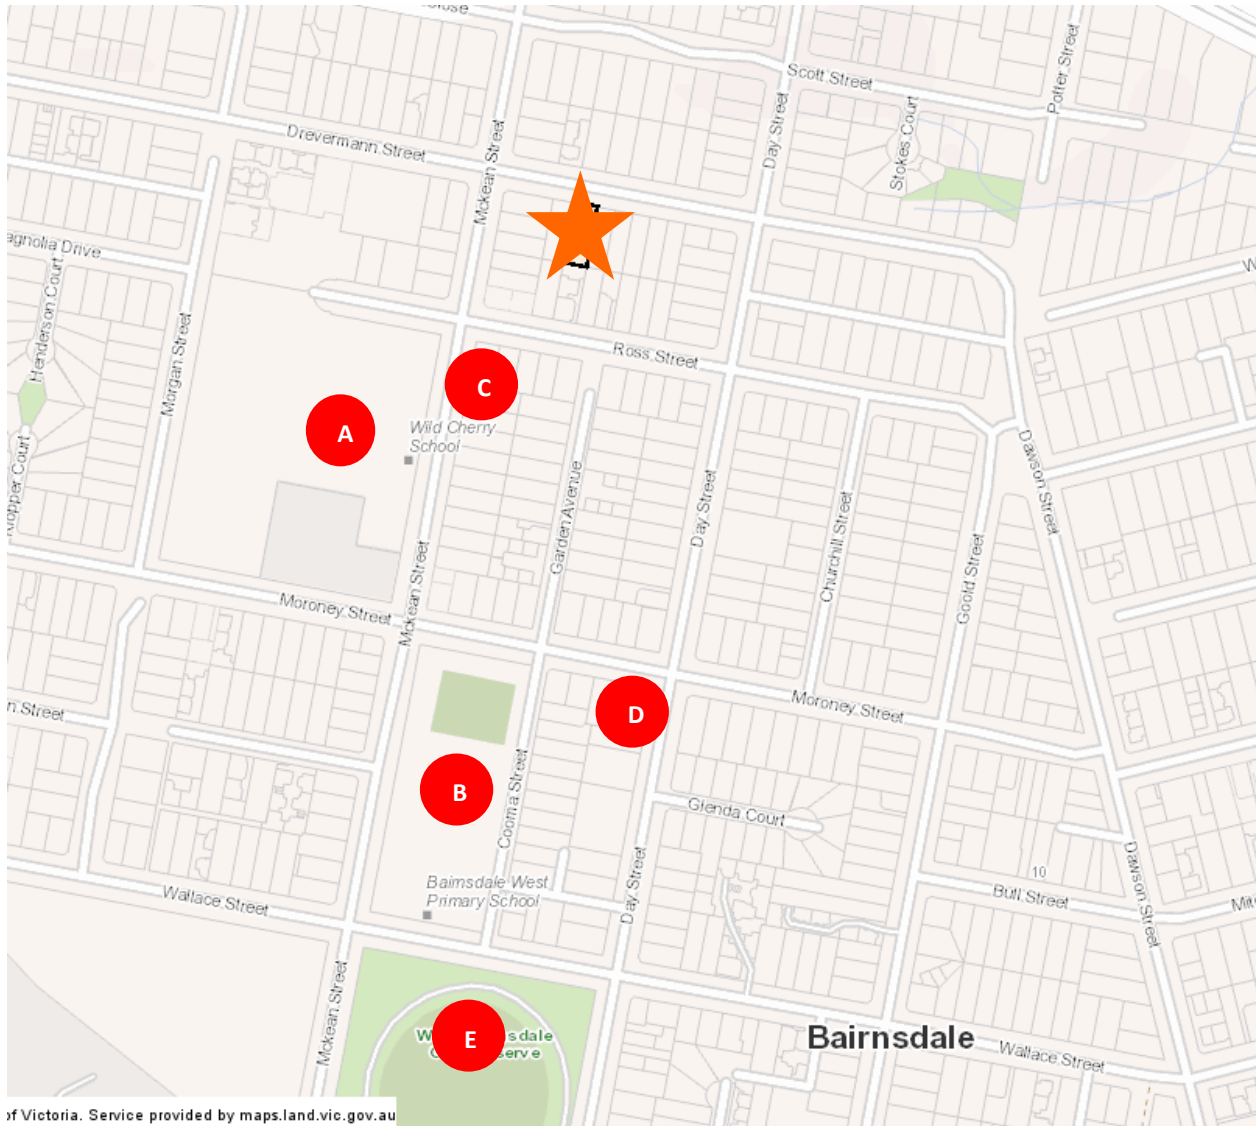 Scott Street
Potter Street
Day Street
Stokes Court
Drevermann Street
Mckean Street
agnolia Drive
Henderson Court
Morgan Street
Ross Street
C
A
Wild Cherry
School
Garden Avenue
Day Street
Churchill Street
Goold Street
Dawson Street
Mckean Street
Moroney Street
Moroney Street
n Street
D
B
Cooma Street
Glenda Court
Bairnsdale West
Primary School
Day Street
10
Bull Street
Dawson Street
Wallace Street
Mckean Street
E
Bairnsdale
Wallace Street
of Victoria. Service provided by maps.land.vic.gov.au